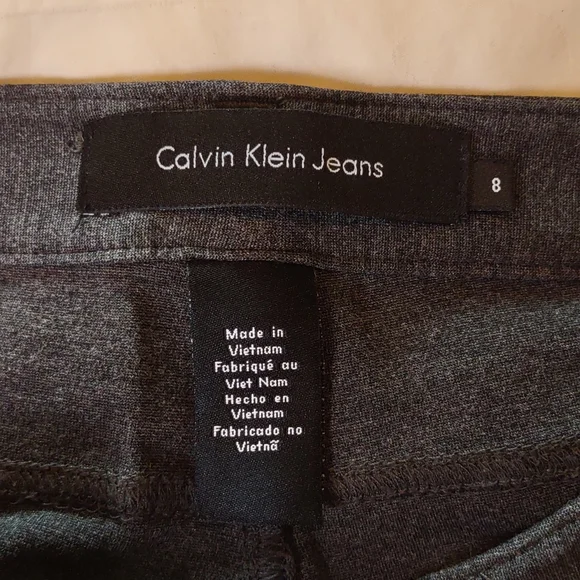 Calvin Klein Jeans
8
Made in
Vietnam
Fabriqué au
Viet Nam
Hecho en
Vietnam
Fabricado no
Vietnã